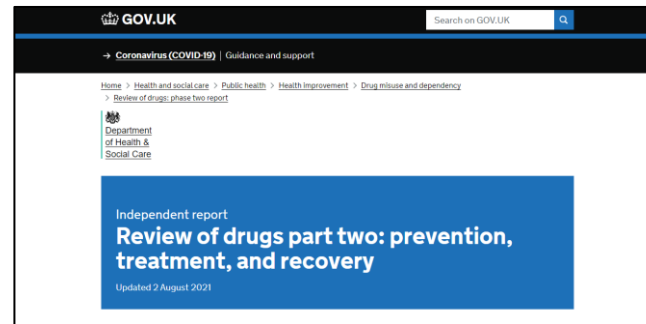 GOV.UK
Search on GOV.UK
→ Coronavirus (COVID-19) | Guidance and support
Home > Health and social care > Public health > Health improvement > Drug misuse and dependency
> Review of drugs: phase two report
Department
of Health &
Social Care
Independent report
Review of drugs part two: prevention,
treatment, and recovery
Updated 2 August 2021